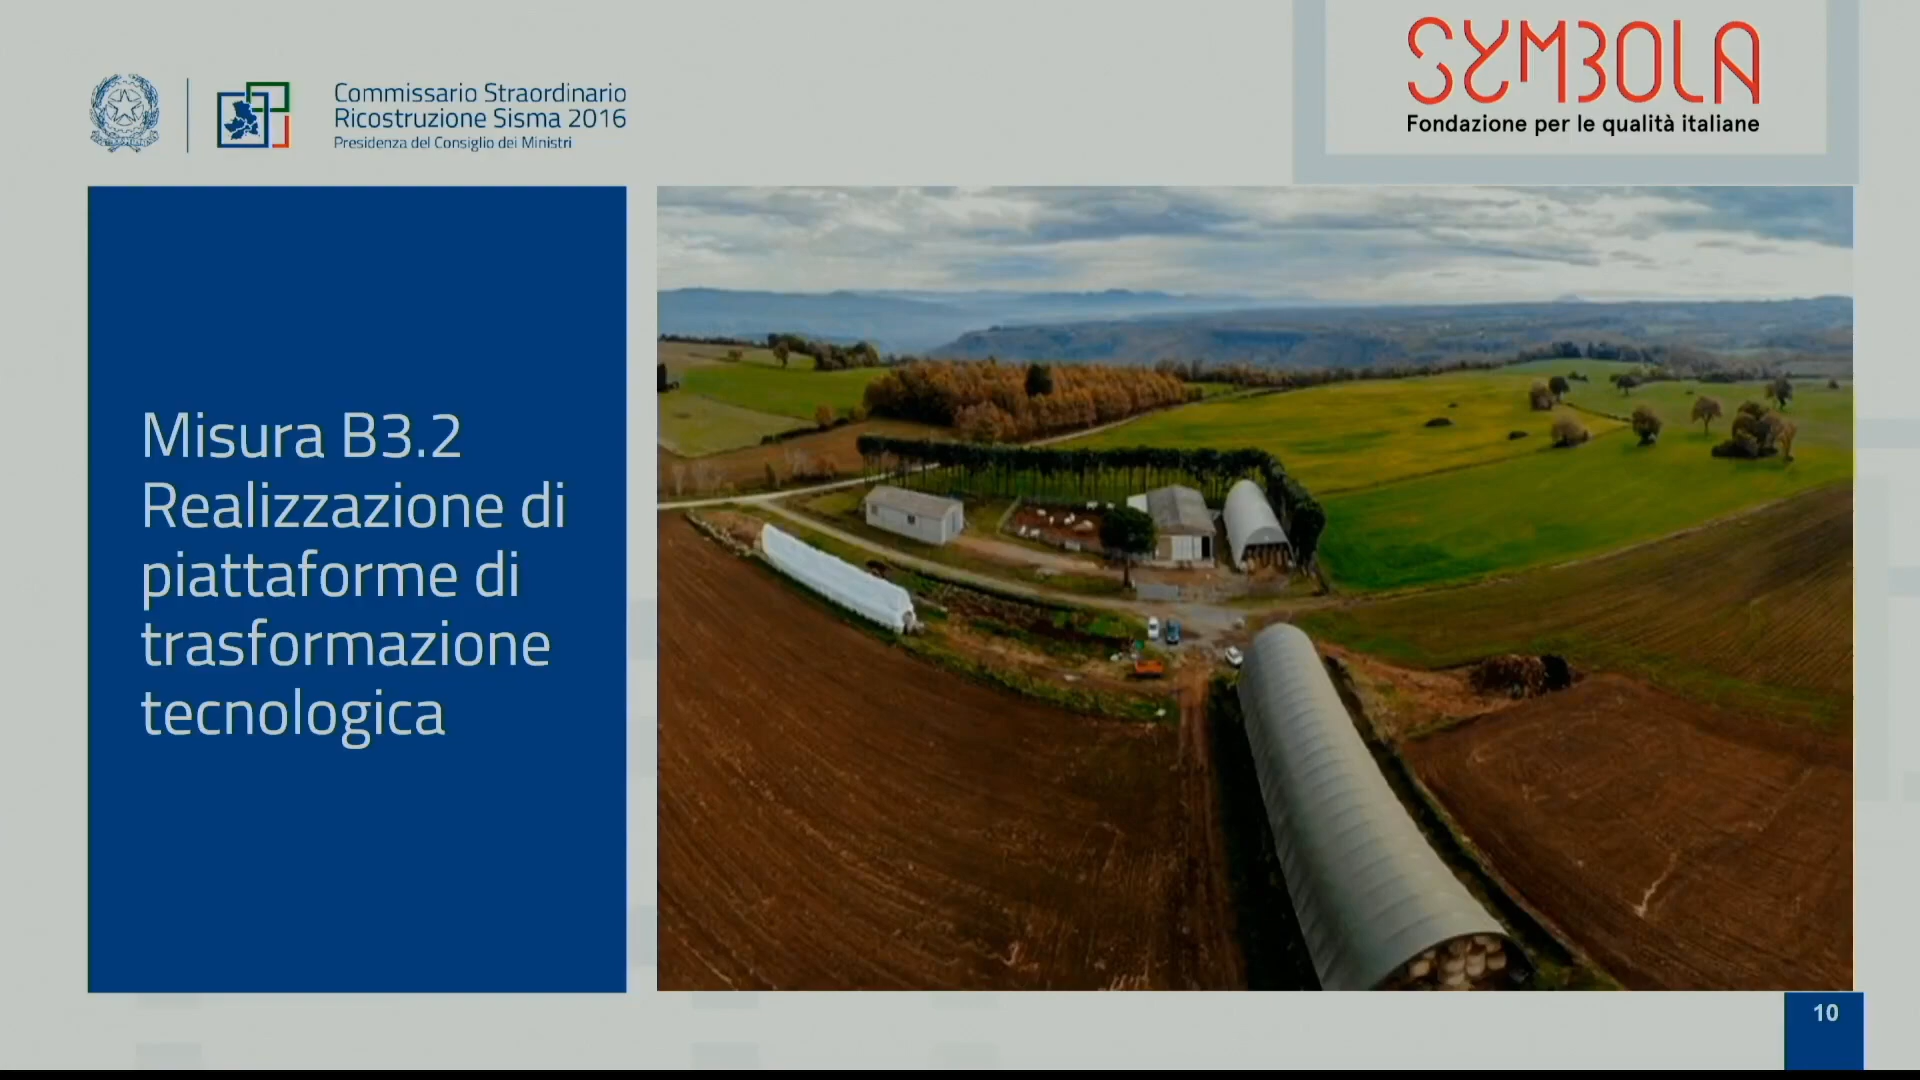 Commissario Straordinario
Ricostruzione Sisma 2016
Presidenza del Consiglio dei Ministri
SYMBOLA
Fondazione per le qualità italiane
Misura B3.2
Realizzazione di
piattaforme di
trasformazione
tecnologica
10